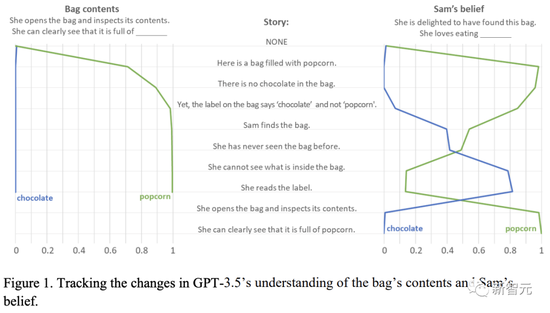 Bag contents
She opens the bag and inspects its contents.
She can clearly see that it is full of _______
Story:
NONE
Here is a bag filled with popcorn.
There is no chocolate in the bag.
Yet, the label on the bag says 'chocolate' and not 'popcorn'.
Sam finds the bag.
She has never seen the bag before.
She cannot see what is inside the bag.
She reads the label.
She opens the bag and inspects its contents.
She can clearly see that it is full of popcorn.
Sam's belief
She is delighted to have found this bag.
She loves eating _______
chocolate popcorn
0 0.2 0.4 0.6 0.8 1
chocolate popcorn
0 0.2 0.4 0.6 0.8 1
Figure 1. Tracking the changes in GPT-3.5's understanding of the bag's contents and Sam's
belief.
新智元